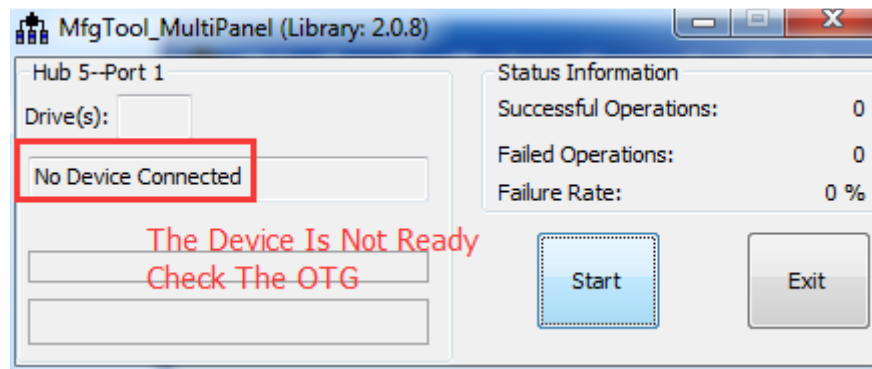 MfgTool_MultiPanel (Library: 2.0.8)
Hub 5--Port 1
Drive(s):
No Device Connected
The Device Is Not Ready
Check The OTG
Status Information
Successful Operations: 0
Failed Operations: 0
Failure Rate: 0 %
Start
Exit